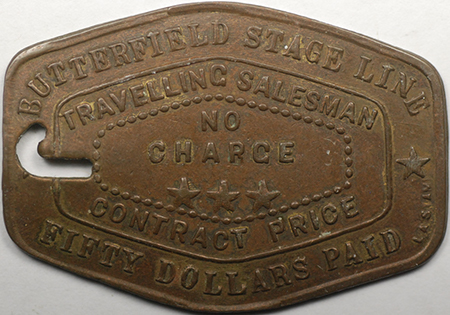 BUTTERFIELD STAGE LINE
TRAVELLING SALESMAN
NO
CHARGE
CONTRACT PRICE
FIFTY DOLLARS PAID